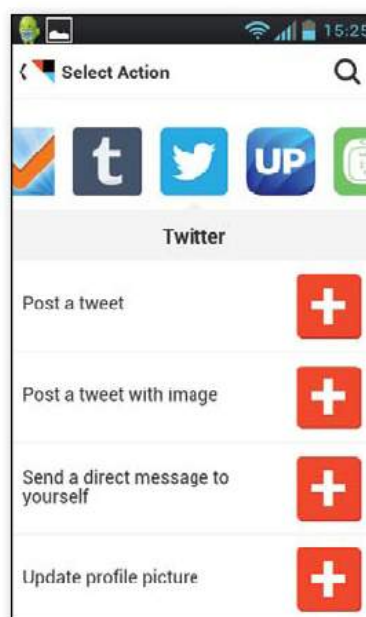 15:25
Select Action
t UP
Twitter
Post a tweet
Post a tweet with image
Send a direct message to
yourself
Update profile picture